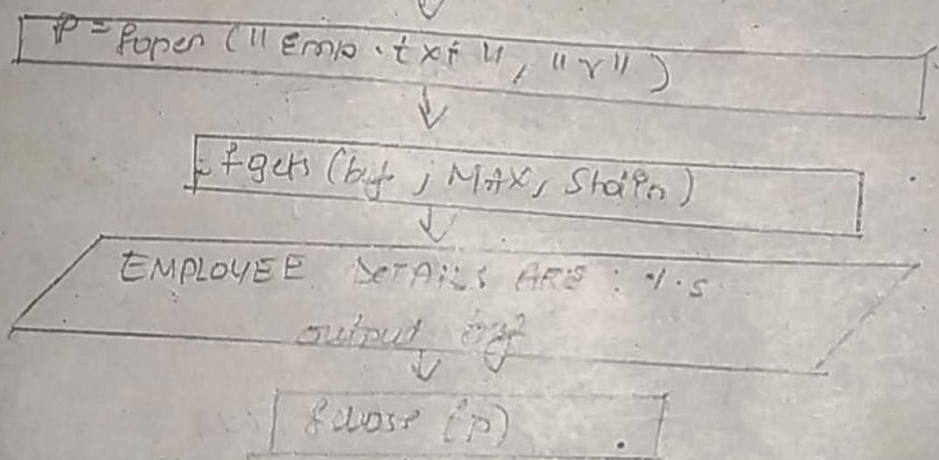 p = fopen ("Emp.txt", "r")
fgets (buf, MAX, Stdin)
EMPLOYEE DETAILS ARE : %s
output buf
fclose (p)